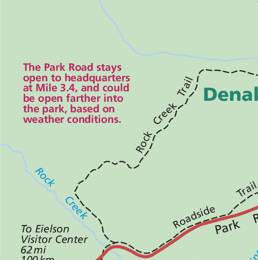 The Park Road stays
open to headquarters
at Mile 3.4, and could
be open farther into
the park, based on
weather conditions.
Rock Creek Trail
Rock
Creek
Roadside
Trail
Park
To Eielson
Visitor Center
62 mi
100 km